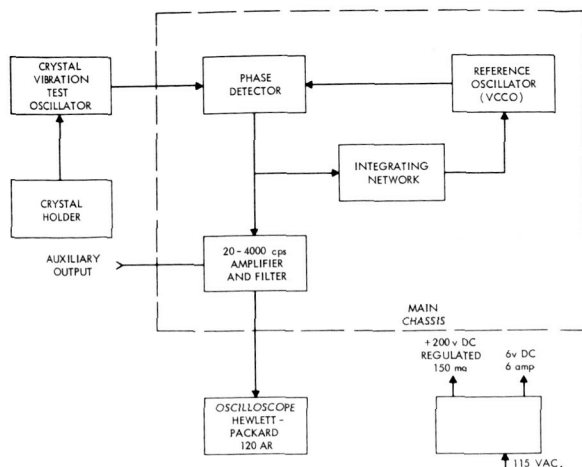 CRYSTAL
VIBRATION
TEST
OSCILLATOR
PHASE
DETECTOR
REFERENCE
OSCILLATOR
(VCCO)
INTEGRATING
NETWORK
CRYSTAL
HOLDER
AUXILIARY
OUTPUT
20-4000 cps
AMPLIFIER
AND FILTER
MAIN
CHASSIS
+200v DC
REGULATED
150 ma
6v DC
6 amp
OSCILLOSCOPE
HEWLETT-
PACKARD
120 AR
115 VAC,